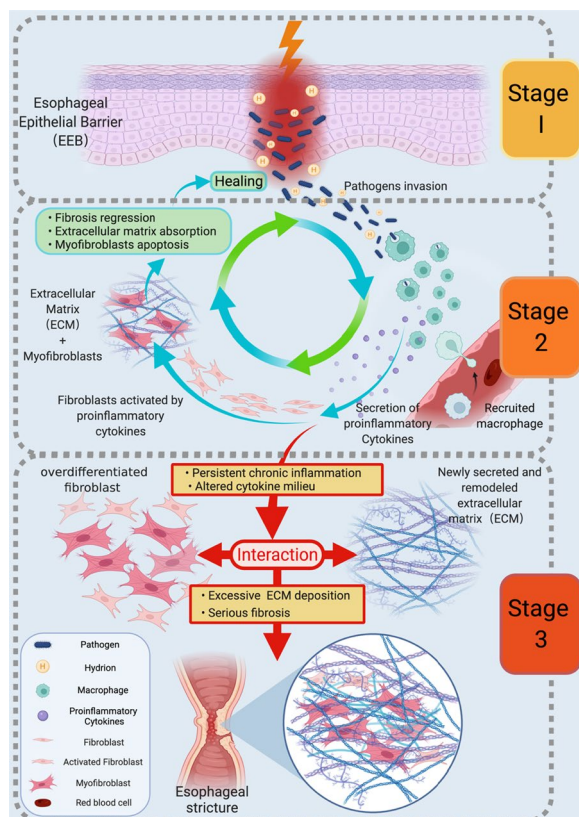 Stage
I
Esophageal
Epithelial Barrier
(EEB)
H
H
H
H
H
H
H
Healing
Pathogens invasion
• Fibrosis regression
• Extracellular matrix absorption
• Myofibroblasts apoptosis
Extracellular
Matrix
(ECM)
+
Myofibroblasts
Stage
2
Fibroblasts activated by
proinflammatory
cytokines
Secretion of
proinflammatory
Cytokines
Recruited
macrophage
overdifferentiated
fibroblast
• Persistent chronic inflammation
• Altered cytokine milieu
Newly secreted and
remodeled
extracellular
matrix (ECM)
Interaction
• Excessive ECM deposition
• Serious fibrosis
Stage
3
Pathogen
H
Hydrion
Macrophage
Proinflammatory
Cytokines
Fibroblast
Activated Fibroblast
Myofibroblast
Red blood cell
Esophageal
stricture